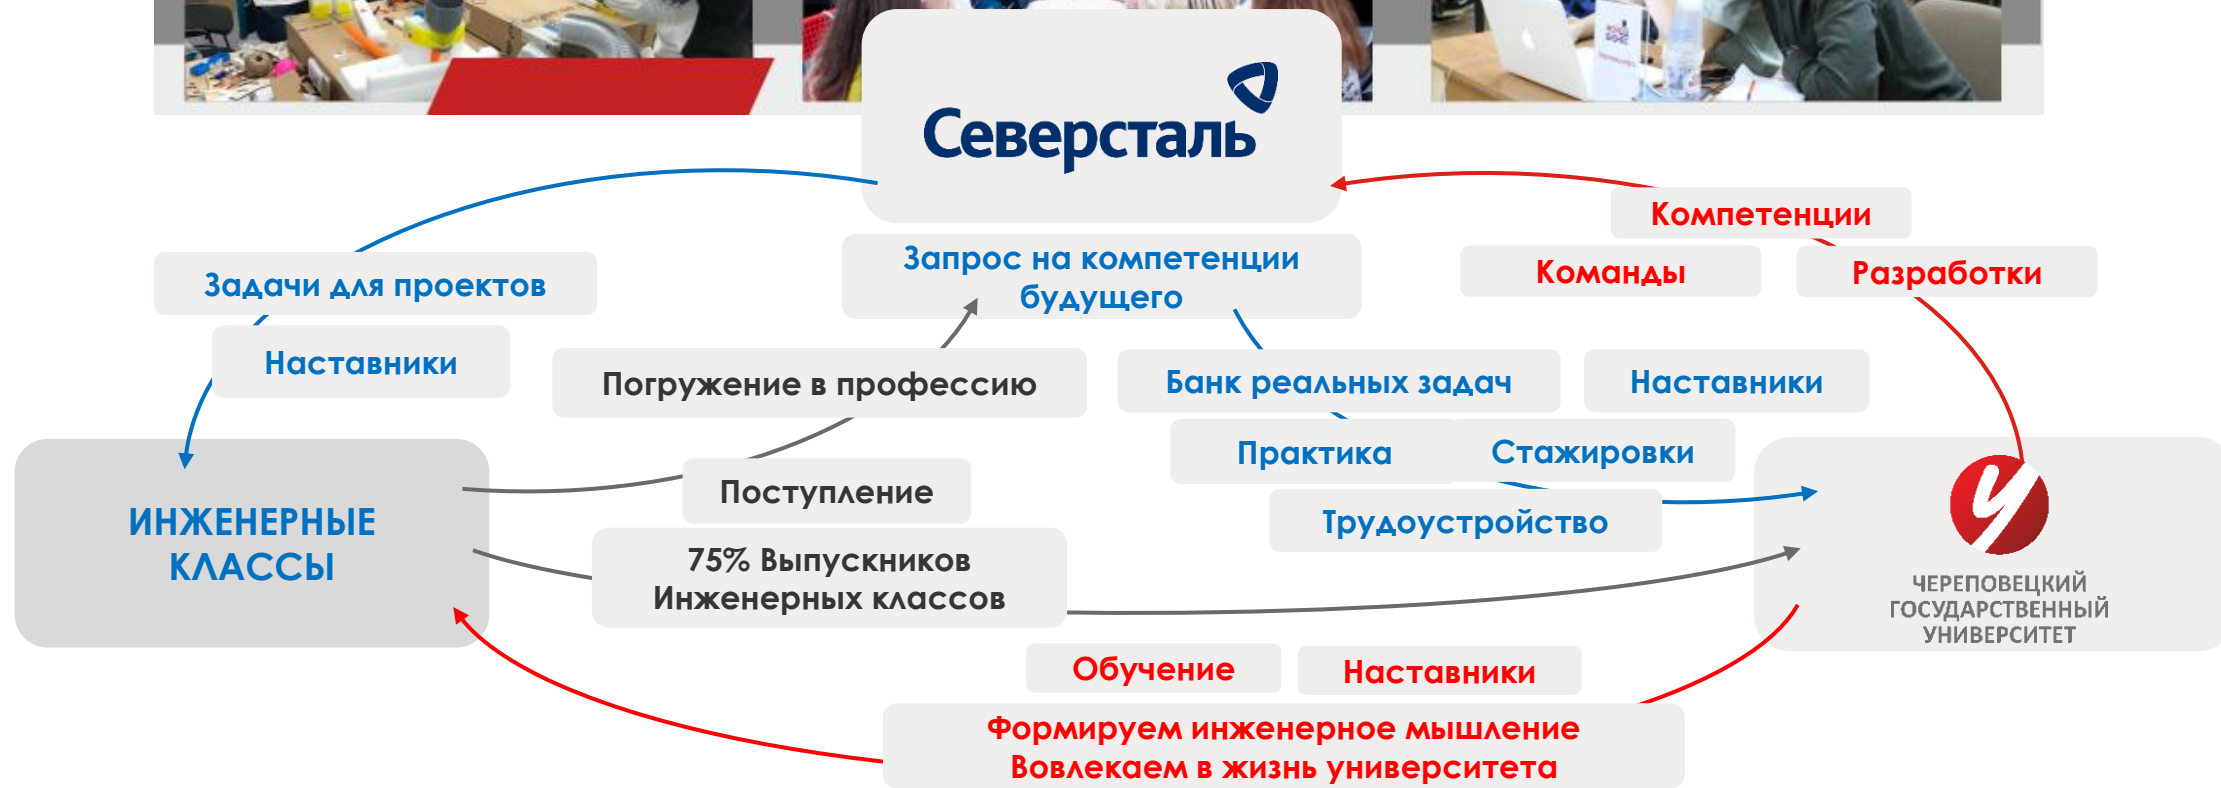 Северсталь
Компетенции
Команды
Разработки
Запрос на компетенции
будущего
Задачи для проектов
Наставники
Погружение в профессию
Банк реальных задач
Наставники
Практика
Стажировки
Поступление
Трудоустройство
ИНЖЕНЕРНЫЕ
КЛАССЫ
75% Выпускников
Инженерных классов
ЧЕРЕПОВЕЦКИЙ
ГОСУДАРСТВЕННЫЙ
УНИВЕРСИТЕТ
Обучение
Наставники
Формируем инженерное мышление
Вовлекаем в жизнь университета